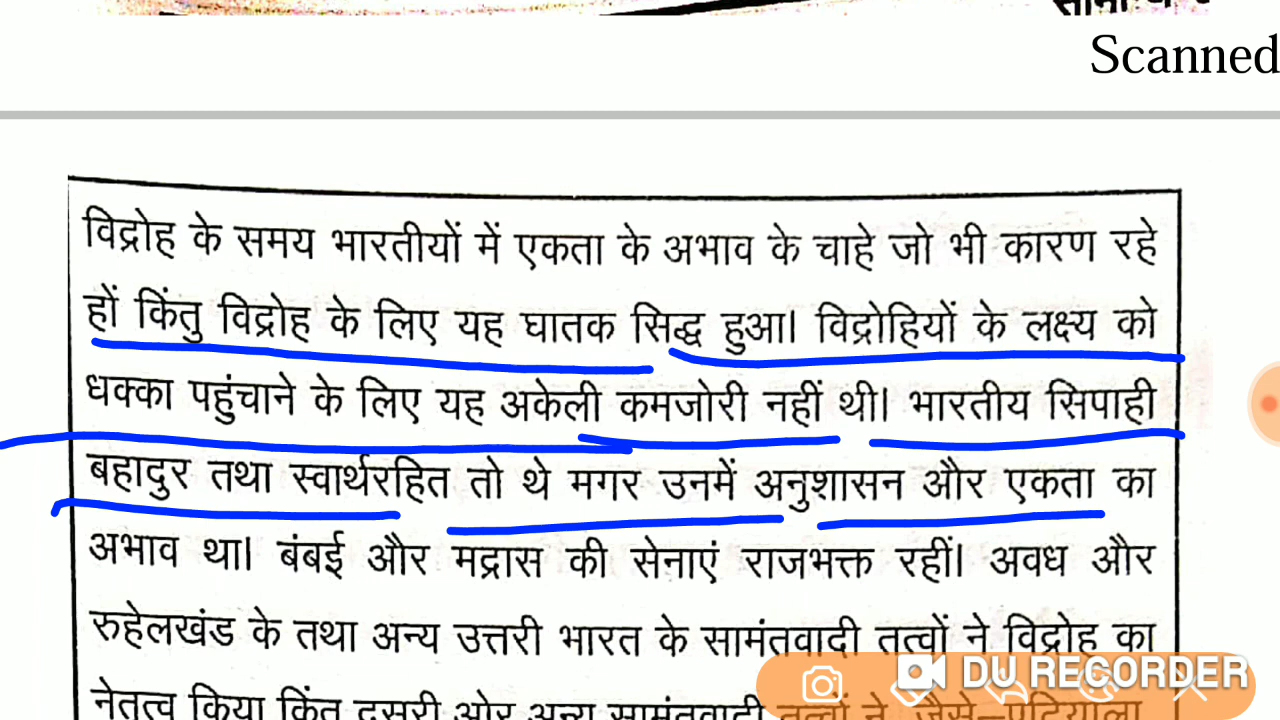 Scanned
विद्रोह के समय भारतीयों में एकता के अभाव के चाहे जो भी कारण रहे
हों किंतु विद्रोह के लिए यह घातक सिद्ध हुआ। विद्रोहियों के लक्ष्य को
धक्का पहुंचाने के लिए यह अकेली कमजोरी नहीं थी। भारतीय सिपाही
बहादुर तथा स्वार्थरहित तो थे मगर उनमें अनुशासन और एकता का
अभाव था। बंबई और मद्रास की सेनाएं राजभक्त रहीं। अवध और
रुहेलखंड के तथा अन्य उत्तरी भारत के सामंतवादी तत्वों ने विद्रोह का
नेतृत्व किया किंतु दूसरी ओर अन्य सामंतवादी तत्वों ने जैसे–पटियाला
DU RECORDER